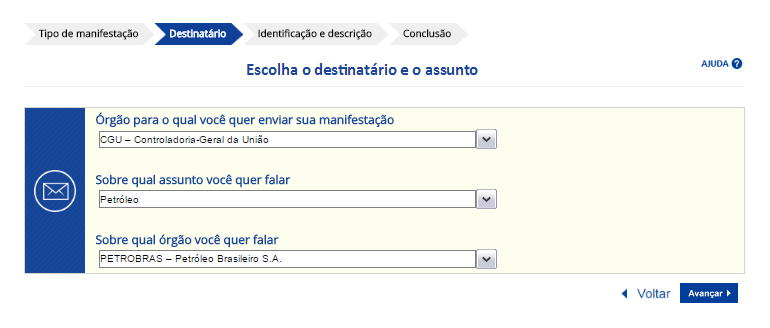 Tipo de manifestação Destinatário Identificação e descrição Conclusão
AJUDA ?
Escolha o destinatário e o assunto
Órgão para o qual você quer enviar sua manifestação
CGU – Controladoria-Geral da União
Sobre qual assunto você quer falar
Petróleo
Sobre qual órgão você quer falar
PETROBRAS – Petróleo Brasileiro S.A.
Voltar Avançar